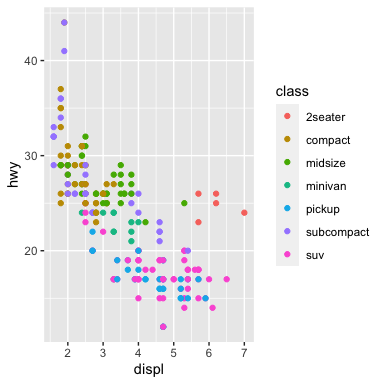 40
30
20
hwy
2 3 4 5 6 7
displ
class
2seater
compact
midsize
minivan
pickup
subcompact
suv